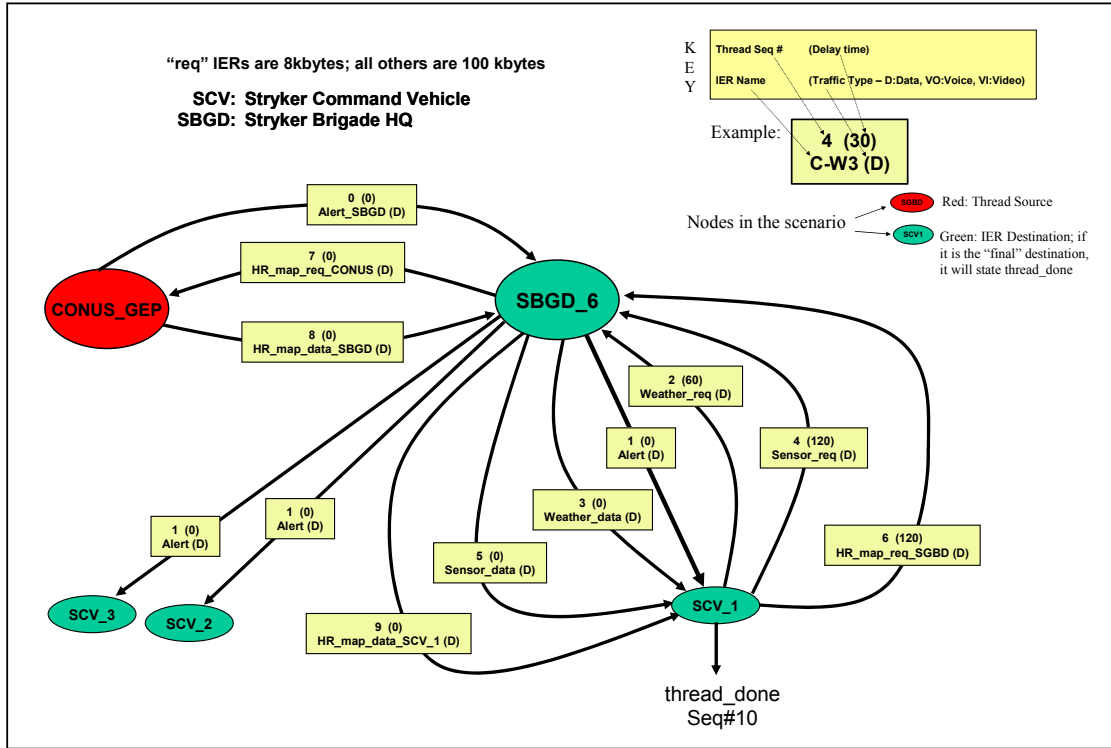 “req” IERs are 8kbytes; all others are 100 kbytes
SCV: Stryker Command Vehicle
SBGD: Stryker Brigade HQ
K
E
Y
Thread Seq # (Delay time)
IER Name (Traffic Type – D:Data, VO:Voice, VI:Video)
Example:
4 (30)
C-W3 (D)
Nodes in the scenario
SGBD
Red: Thread Source
SCV1
Green: IER Destination; if
it is the “final” destination,
it will state thread_done
0 (0)
Alert_SBGD (D)
7 (0)
HR_map_req_CONUS (D)
CONUS_GEP
SBGD_6
8 (0)
HR_map_data_SBGD (D)
2 (60)
Weather_req (D)
1 (0)
Alert (D)
4 (120)
Sensor_req (D)
3 (0)
Weather_data (D)
1 (0)
Alert (D)
1 (0)
Alert (D)
5 (0)
Sensor_data (D)
6 (120)
HR_map_req_SGBD (D)
SCV_3
SCV_2
SCV_1
9 (0)
HR_map_data_SCV_1 (D)
thread_done
Seq#10